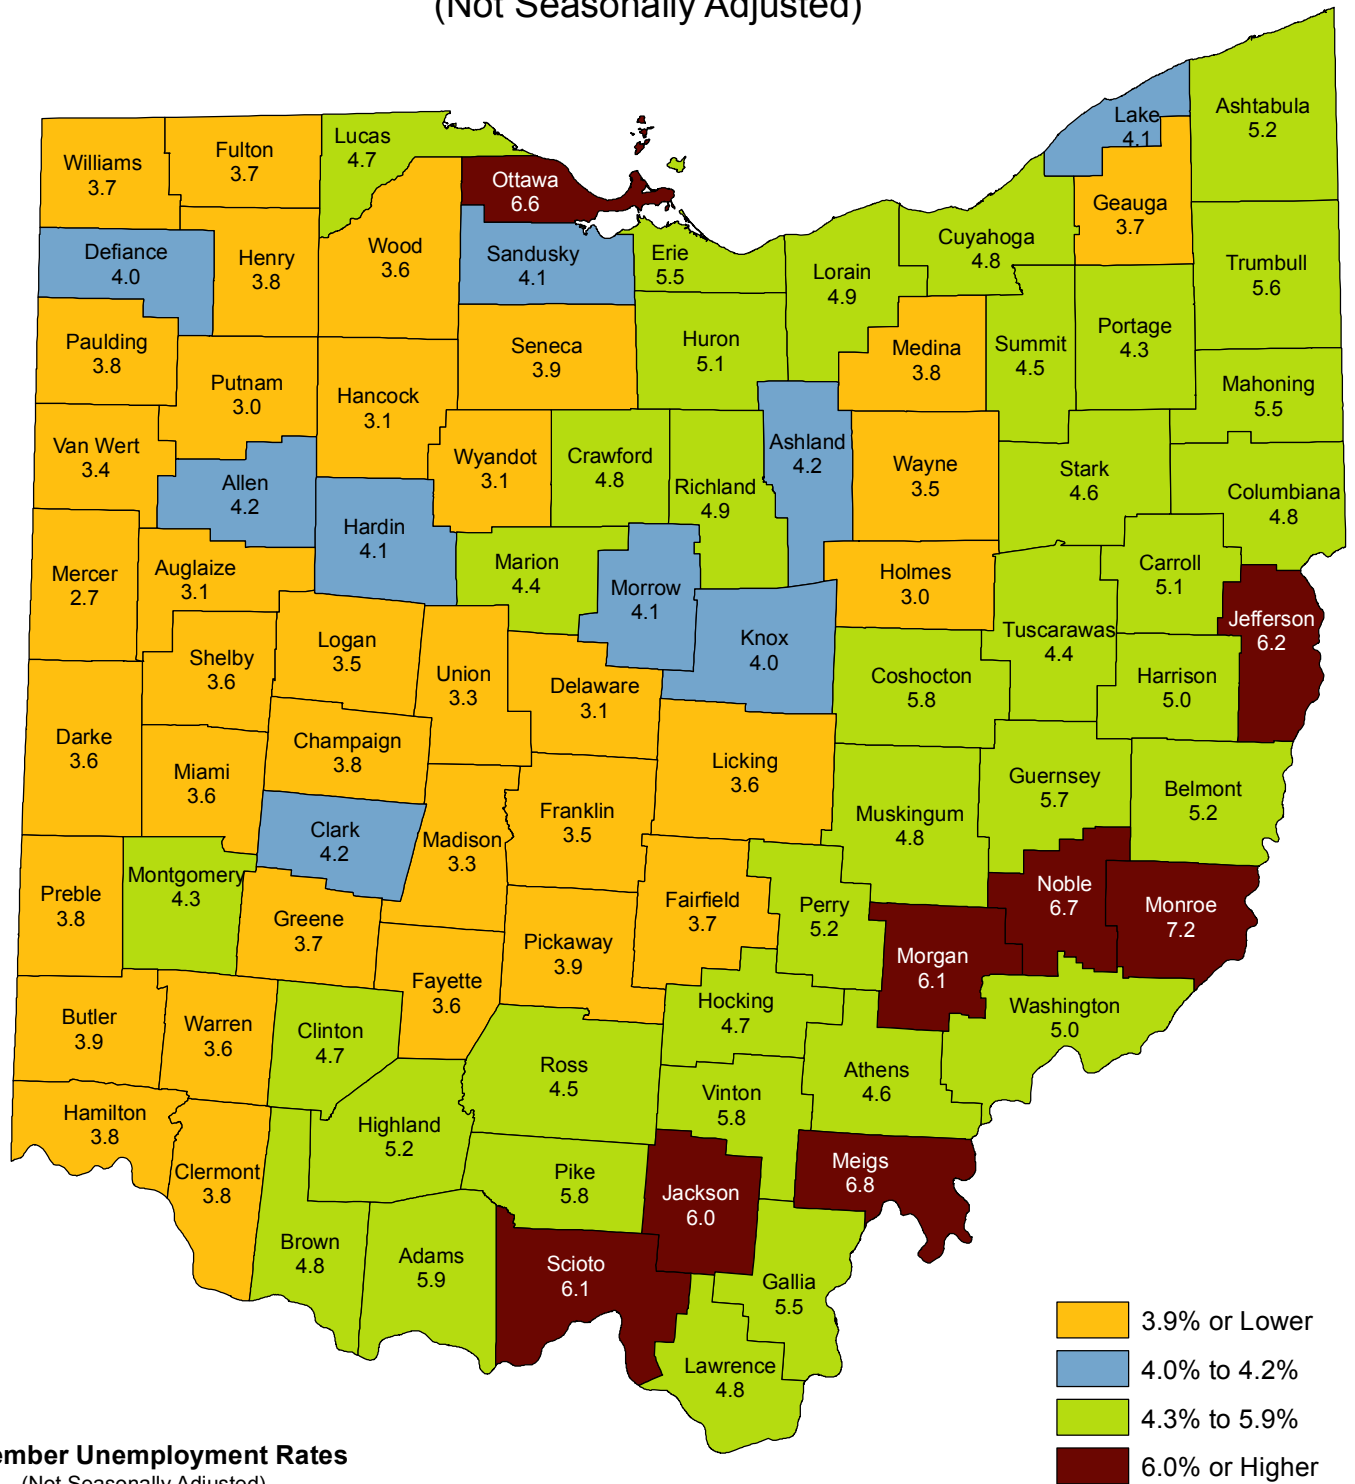 (Not Seasonally Adjusted)
Williams
3.7
Fulton
3.7
Lucas
4.7
Ottawa
6.6
Lake
4.1
Ashtabula
5.2
Geauga
3.7
Defiance
4.0
Henry
3.8
Wood
3.6
Sandusky
4.1
Erie
5.5
Lorain
4.9
Cuyahoga
4.8
Trumbull
5.6
Paulding
3.8
Putnam
3.0
Hancock
3.1
Seneca
3.9
Huron
5.1
Medina
3.8
Summit
4.5
Portage
4.3
Mahoning
5.5
Van Wert
3.4
Allen
4.2
Wyandot
3.1
Crawford
4.8
Richland
4.9
Ashland
4.2
Wayne
3.5
Stark
4.6
Columbiana
4.8
Hardin
4.1
Mercer
2.7
Auglaize
3.1
Marion
4.4
Morrow
4.1
Knox
4.0
Holmes
3.0
Tuscarawas
4.4
Carroll
5.1
Jefferson
6.2
Shelby
3.6
Logan
3.5
Union
3.3
Delaware
3.1
Coshocton
5.8
Harrison
5.0
Darke
3.6
Miami
3.6
Champaign
3.8
Licking
3.6
Guernsey
5.7
Belmont
5.2
Clark
4.2
Madison
3.3
Franklin
3.5
Muskingum
4.8
Preble
3.8
Montgomery
4.3
Greene
3.7
Fairfield
3.7
Perry
5.2
Noble
6.7
Monroe
7.2
Pickaway
3.9
Fayette
3.6
Morgan
6.1
Butler
3.9
Warren
3.6
Clinton
4.7
Hocking
4.7
Washington
5.0
Ross
4.5
Athens
4.6
Vinton
5.8
Hamilton
3.8
Clermont
3.8
Highland
5.2
Pike
5.8
Jackson
6.0
Meigs
6.8
Brown
4.8
Adams
5.9
Scioto
6.1
Gallia
5.5
Lawrence
4.8
3.9% or Lower
4.0% to 4.2%
4.3% to 5.9%
6.0% or Higher
ember Unemployment Rates
(Not Seasonally Adjusted)